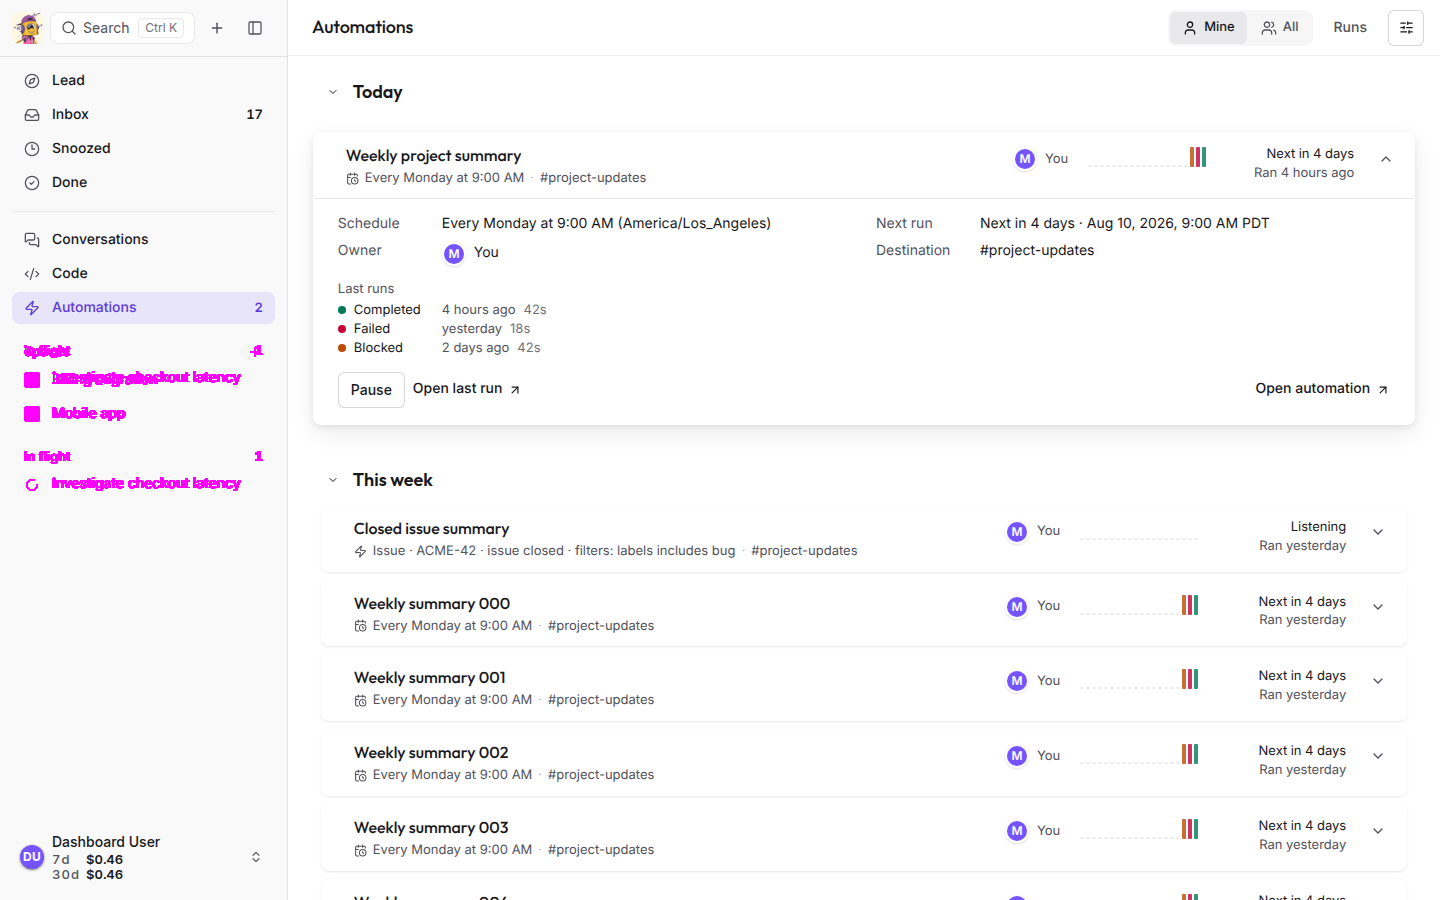 Search Ctrl K
Lead
Inbox 17
Snoozed
Done
Conversations
Code
Automations 2
Mobile app
In flight 1
Investigate checkout latency
Dashboard User
DU
7d $0.46
30d $0.46
Automations
Mine
All
Runs
Today
Weekly project summary
Every Monday at 9:00 AM · #project-updates
M You
Next in 4 days
Ran 4 hours ago
Schedule Every Monday at 9:00 AM (America/Los_Angeles)
Next run Next in 4 days · Aug 10, 2026, 9:00 AM PDT
Owner M You
Destination #project-updates
Last runs
Completed 4 hours ago 42s
Failed yesterday 18s
Blocked 2 days ago 42s
Pause Open last run
Open automation
This week
Closed issue summary
Issue · ACME-42 · issue closed · filters: labels includes bug · #project-updates
M You
Listening
Ran yesterday
Weekly summary 000
Every Monday at 9:00 AM · #project-updates
M You
Next in 4 days
Ran yesterday
Weekly summary 001
Every Monday at 9:00 AM · #project-updates
M You
Next in 4 days
Ran yesterday
Weekly summary 002
Every Monday at 9:00 AM · #project-updates
M You
Next in 4 days
Ran yesterday
Weekly summary 003
Every Monday at 9:00 AM · #project-updates
M You
Next in 4 days
Ran yesterday